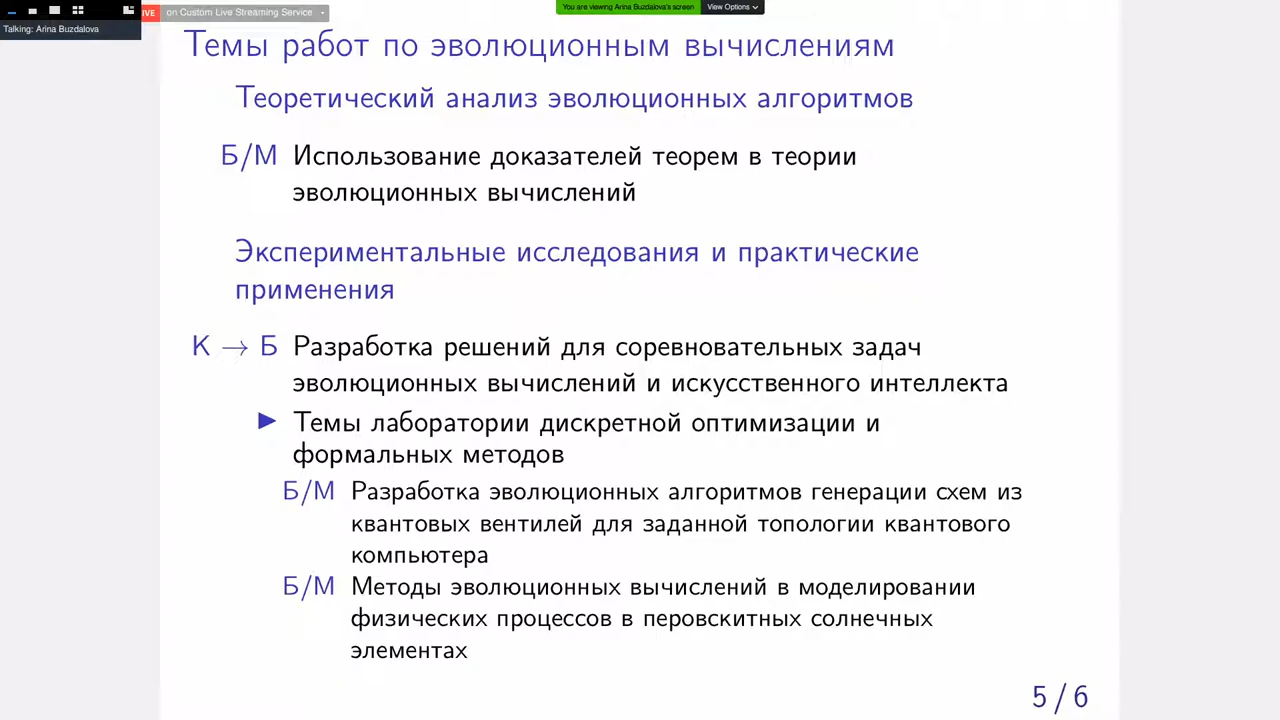 LIVE on Custom Live Streaming Service
You are viewing Arina Buzdalova's screen View Options
Talking: Arina Buzdalova
Темы работ по эволюционным вычислениям
Теоретический анализ эволюционных алгоритмов
Б/М Использование доказателей теорем в теории
эволюционных вычислений
Экспериментальные исследования и практические
применения
К → Б Разработка решений для соревновательных задач
эволюционных вычислений и искусственного интеллекта
▶ Темы лаборатории дискретной оптимизации и
формальных методов
Б/М Разработка эволюционных алгоритмов генерации схем из
квантовых вентилей для заданной топологии квантового
компьютера
Б/М Методы эволюционных вычислений в моделировании
физических процессов в перовскитных солнечных
элементах
5 / 6